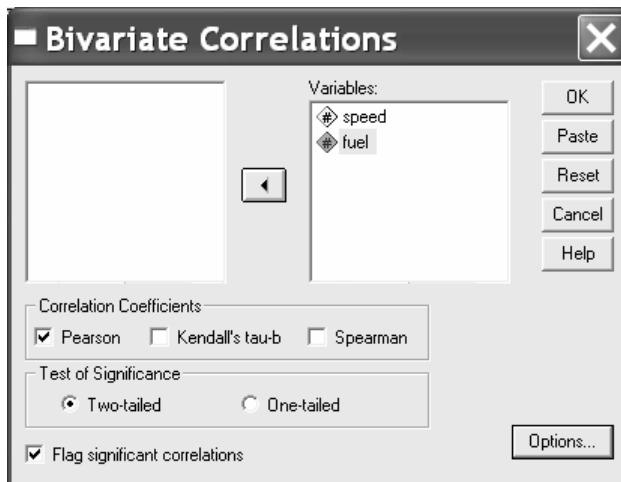 Bivariate Correlations
Variables:
# speed
# fuel
OK
Paste
Reset
Cancel
Help
Correlation Coefficients
Pearson Kendall's tau-b Spearman
Test of Significance
Two-tailed One-tailed
Flag significant correlations
Options...